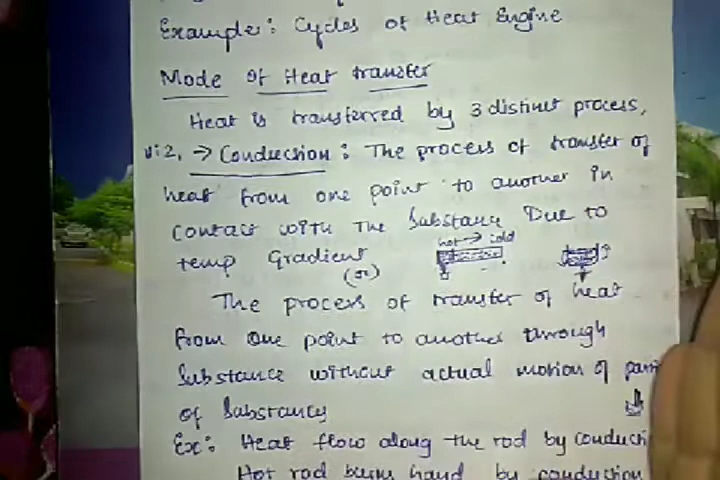 Example: Cycles of Heat Engine
Mode of Heat transfer
Heat is transferred by 3 distinct process,
viz, → Conduction: The process of transfer of
heat from one point to another in
contact with the Substance Due to
hot → cold
temp Gradient
(or)
The process of transfer of heat
from one point to another through
Substance without actual motion of
of Substances
Ex: Heat flow along the rod by conducti
Hot rod burns hand by conduction